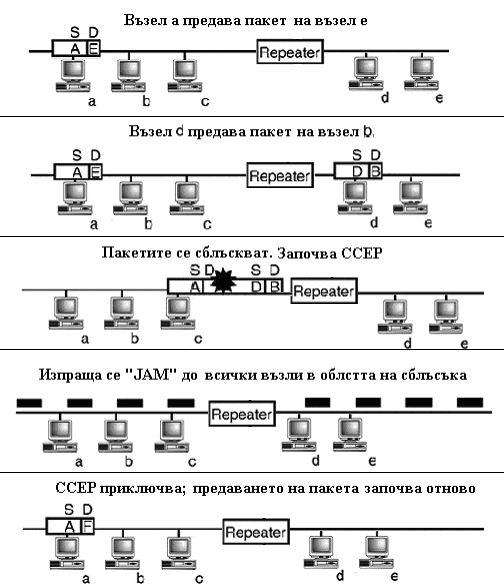 Възел а предава пакет на възел е
S D
A E
Repeater
a b c d e
Възел d предава пакет на възел b.
S D S D
A E D B
Repeater
a b c d e
Пакетите се сблъскват. Започва CCEP
S D S D
A D B
Repeater
a b c d e
Изпраща се "JAM" до всички възли в облстта на сблъсъка
Repeater
a b c d e
CCEP приключва; предаването на пакета започва отново
S D
A F
Repeater
a b c d e